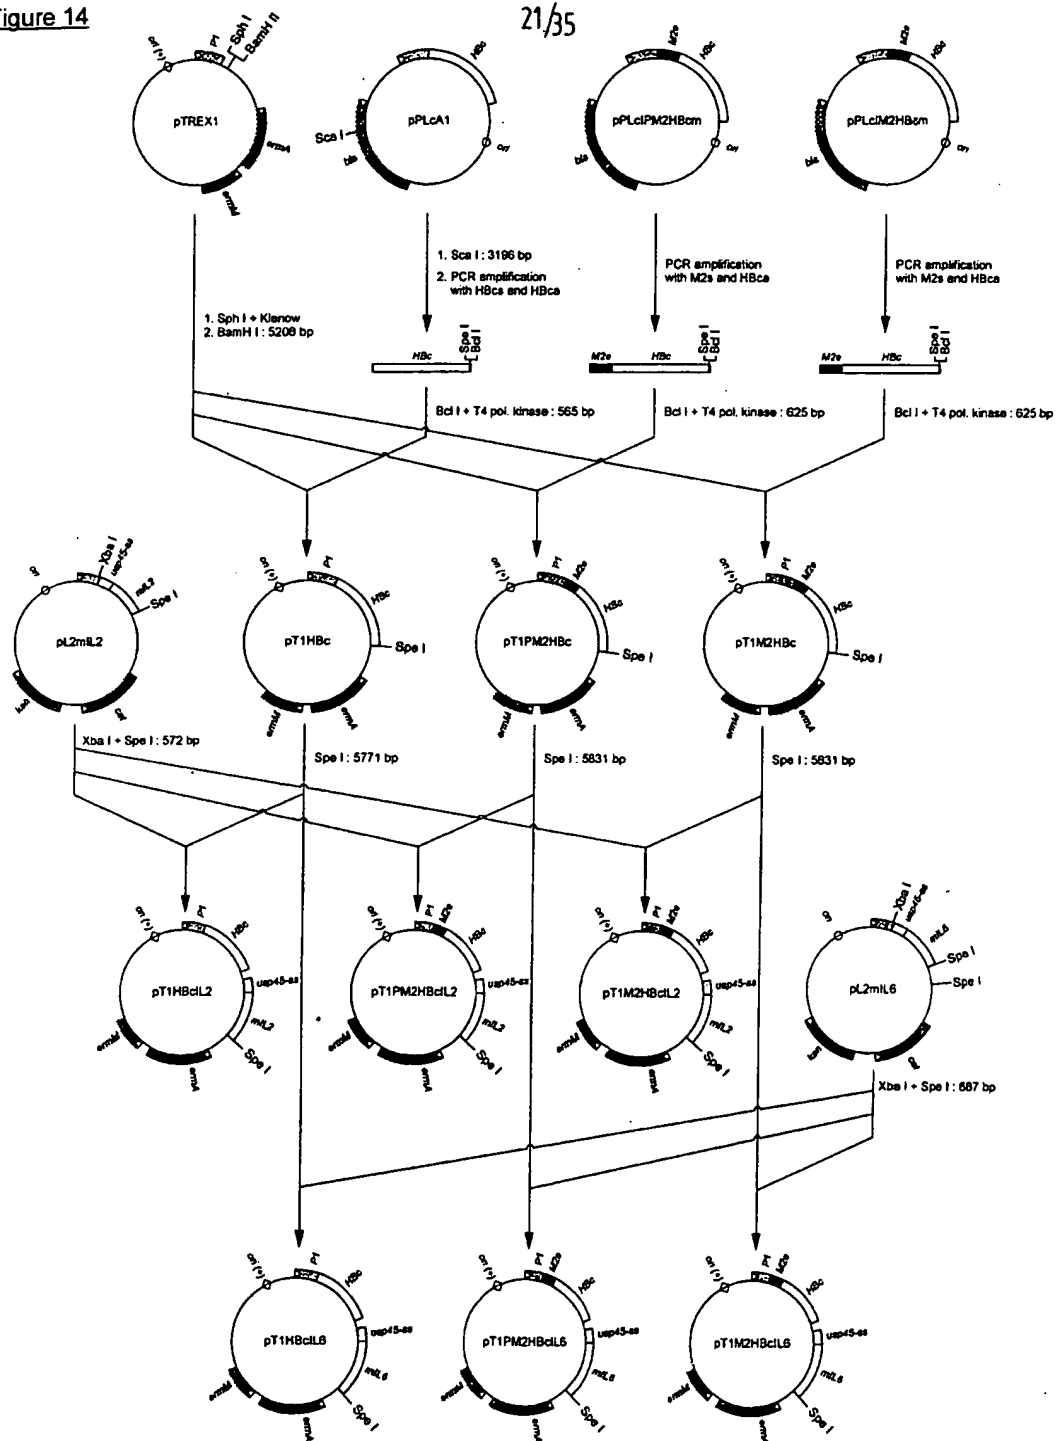 igure 14
21/35
ori (+)
P1
Sph I
BamH II
pTREX1
ermA
ermM
HBc
pPLcA1
Sca I
bla
ori
M2e
HBc
pPLcIPM2HBcm
bla
ori
M2e
HBc
pPLcIM2HBcm
bla
ori
1. Sph I + Klenow
2. BamH I : 5208 bp
1. Sca I : 3196 bp
2. PCR amplification
with HBcs and HBca
PCR amplification
with M2s and HBca
PCR amplification
with M2s end HBca
HBc
Spe I
Bcl I
M2e
HBc
Spe I
Bcl I
M2e
HBc
Spe I
Bcl I
Bcl I + T4 pol. kinase : 565 bp
Bcl I + T4 pol. kinase : 625 bp
Bcl I + T4 pol. kinase : 625 bp
ori
Xba I
usp45-ss
mIL2
Spe I
pL2mIL2
kan
cat
ori (+)
P1
HBc
pT1HBc
Spe I
ermM
ermA
ori (+)
P1
M2e
HBc
pT1PM2HBc
Spe I
ermM
ermA
ori (+)
P1
M2e
HBc
pT1M2HBc
Spe I
ermM
ermA
Xba I + Spe I : 572 bp
Spe I : 5771 bp
Spe I : 5831 bp
Spe I : 5831 bp
ori (+)
P1
HBc
usp45-ss
pT1HBcIL2
mIL2
Spe I
ermM
ermA
ori (+)
P1
M2e
HBc
usp45-ss
pT1PM2HBcIL2
mIL2
Spe I
ermM
ermA
ori (+)
P1
M2e
HBc
usp45-ss
pT1M2HBcIL2
mIL2
Spe I
ermM
ermA
ori
Xba I
usp45-ss
mIL6
Spe I
Spe I
pL2mIL6
kan
cat
Xba I + Spe I : 687 bp
ori (+)
P1
HBc
usp45-ss
pT1HBcIL6
mIL6
Spe I
ermM
ermA
ori (+)
P1
M2e
HBc
usp45-ss
pT1PM2HBcIL6
mIL6
Spe I
ermM
ermA
ori (+)
P1
M2e
HBc
usp45-ss
pT1M2HBcIL6
mIL6
Spe I
ermM
ermA